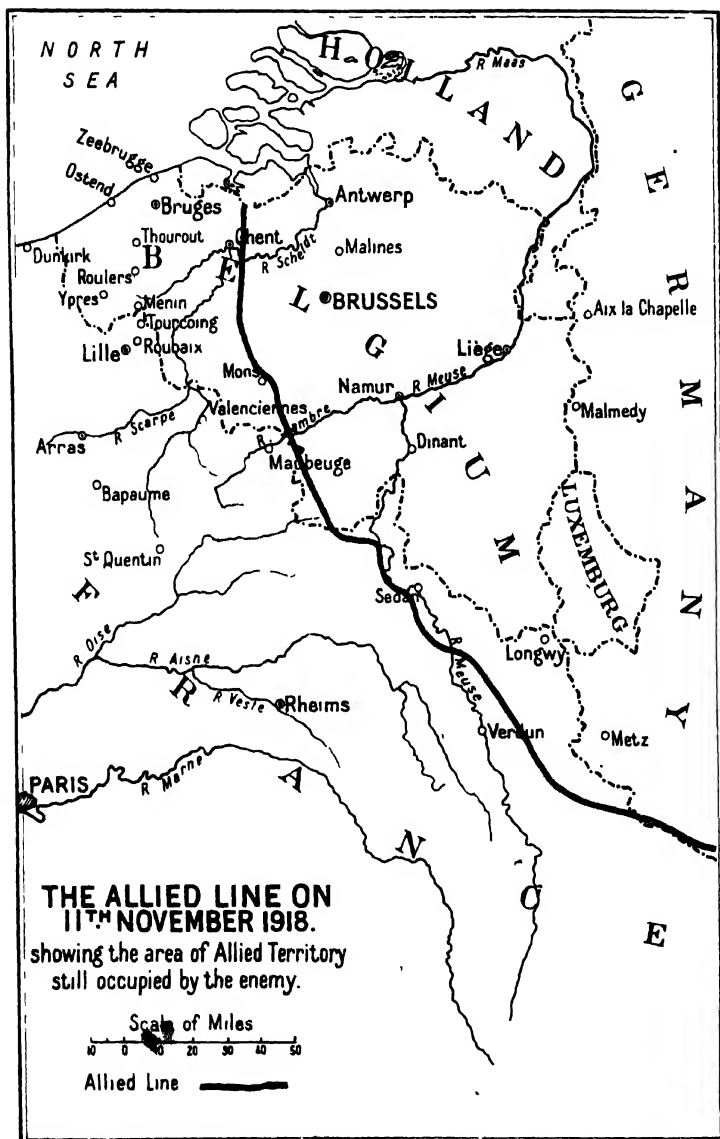 NORTH
SEA
HOLLAND
R Maas
GERMANY
Zeebrugge
Ostend
Bruges
Antwerp
Dunkirk
Thourout
Ghent
R Scheldt
Malines
BELGIUM
Roulers
Ypres
Menin
BRUSSELS
Aix la Chapelle
Tourcoing
Lille
Roubaix
Liège
Mons
Namur
R Meuse
Valenciennes
R Sambre
Malmedy
Arras
R Scarpe
Maubeuge
Dinant
Bapaume
LUXEMBURG
St Quentin
FRANCE
Sedan
Longwy
R Oise
R Aisne
R Meuse
R Vesle
Rheims
Verdun
Metz
PARIS
R Marne
THE ALLIED LINE ON
11TH NOVEMBER 1918.
showing the area of Allied Territory
still occupied by the enemy.
Scale of Miles
10 0 10 20 30 40 50
Allied Line